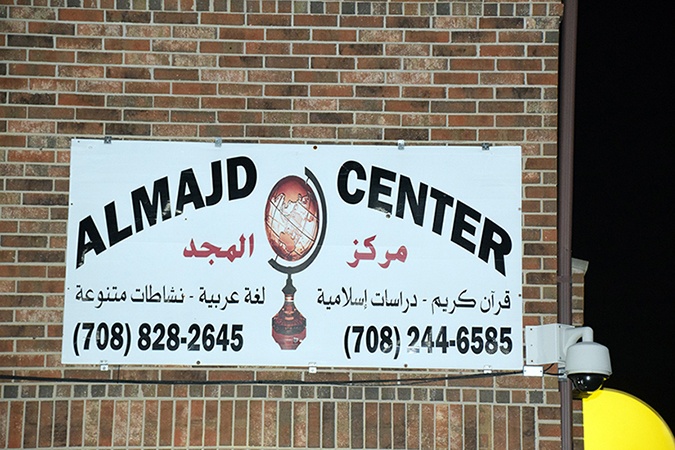 ALMAJD CENTER
مركز المجد
قرآن كريم - دراسات إسلامية لغة عربية - نشاطات متنوعة
(708) 828-2645 (708) 244-6585